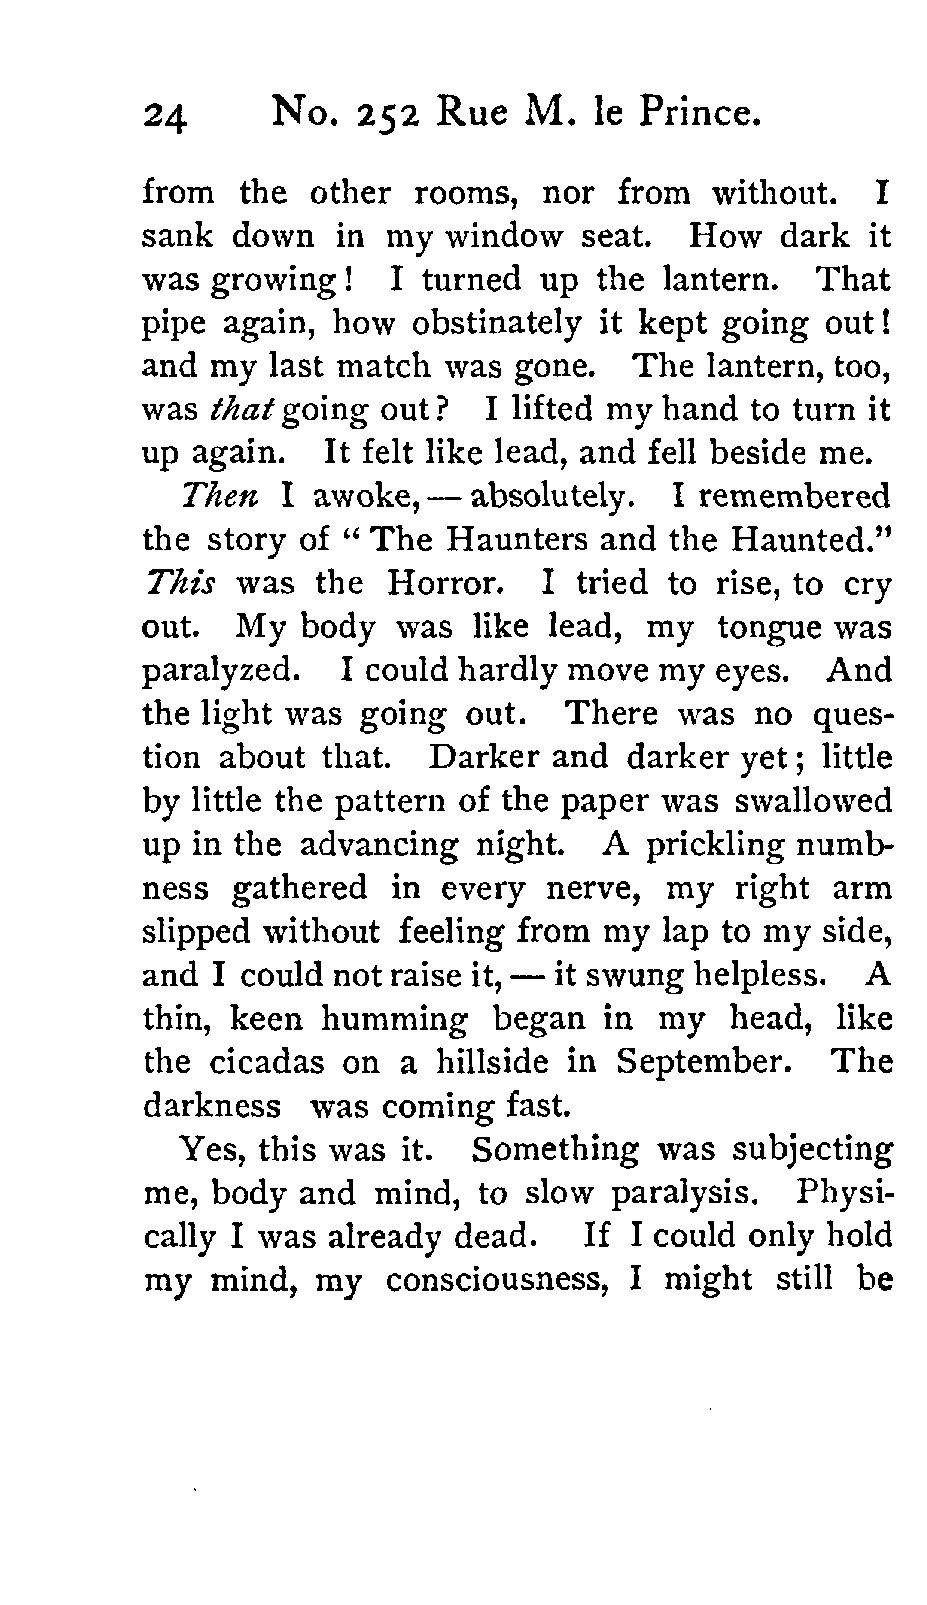 24 No. 252 Rue M. le Prince.
from the other rooms, nor from without. I
sank down in my window seat. How dark it
was growing! I turned up the lantern. That
pipe again, how obstinately it kept going out!
and my last match was gone. The lantern, too,
was that going out? I lifted my hand to turn it
up again. It felt like lead, and fell beside me.
Then I awoke, — absolutely. I remembered
the story of "The Haunters and the Haunted."
This was the Horror. I tried to rise, to cry
out. My body was like lead, my tongue was
paralyzed. I could hardly move my eyes. And
the light was going out. There was no ques-
tion about that. Darker and darker yet; little
by little the pattern of the paper was swallowed
up in the advancing night. A prickling numb-
ness gathered in every nerve, my right arm
slipped without feeling from my lap to my side,
and I could not raise it, — it swung helpless. A
thin, keen humming began in my head, like
the cicadas on a hillside in September. The
darkness was coming fast.
Yes, this was it. Something was subjecting
me, body and mind, to slow paralysis. Physi-
cally I was already dead. If I could only hold
my mind, my consciousness, I might still be